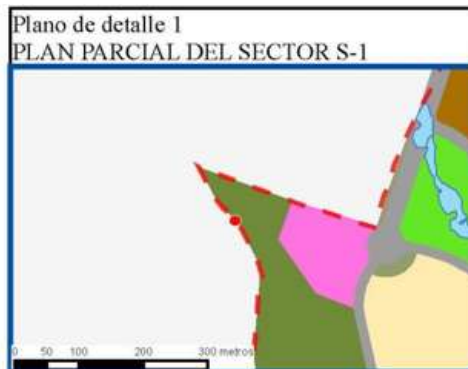 Plano de detalle 1
PLAN PARCIAL DEL SECTOR S-1
0 50 100 200 300 metros